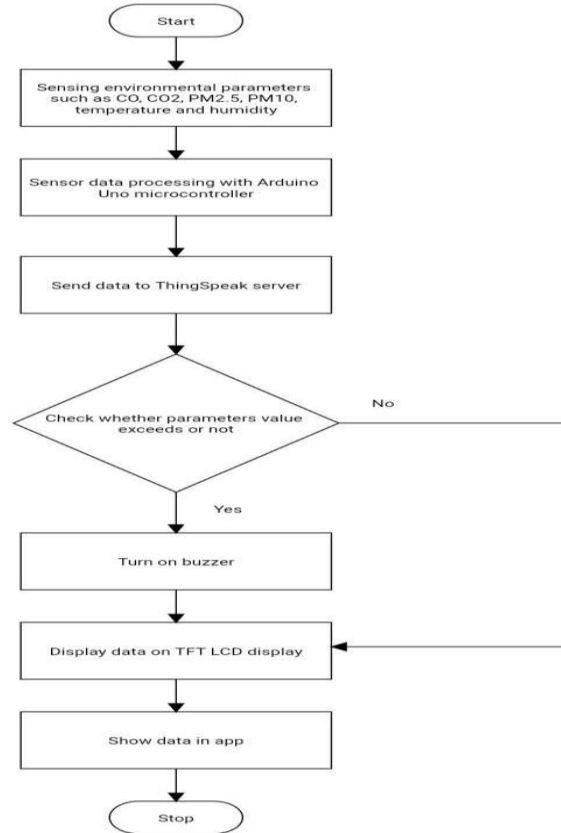 Start
Sensing environmental parameters
such as CO, CO2, PM2.5, PM10,
temperature and humidity
Sensor data processing with Arduino
Uno microcontroller
Send data to ThingSpeak server
Check whether parameters value
exceeds or not
No
Yes
Turn on buzzer
Display data on TFT LCD display
Show data in app
Stop